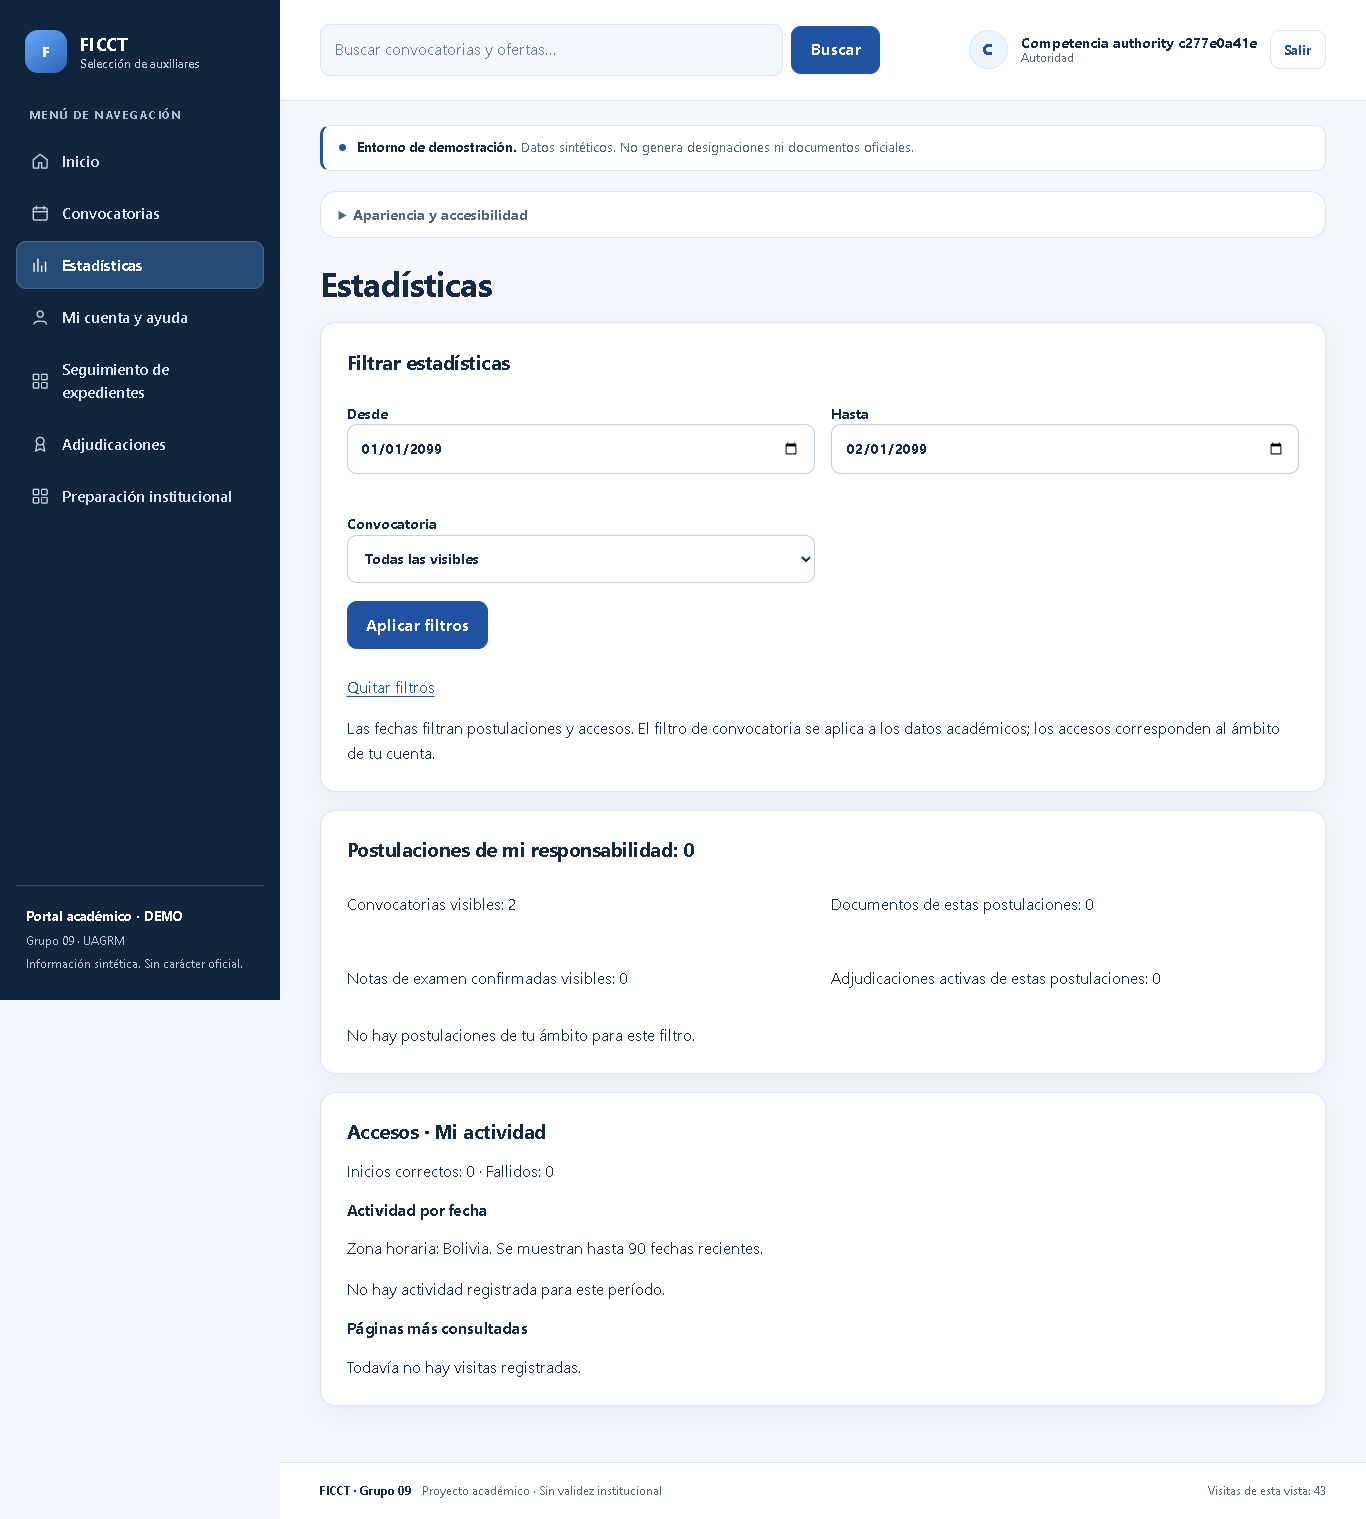 F
FICCT
Selección de auxiliares
MENÚ DE NAVEGACIÓN
Inicio
Convocatorias
Estadísticas
Mi cuenta y ayuda
Seguimiento de
expedientes
Adjudicaciones
Preparación institucional
Portal académico · DEMO
Grupo 09 · UAGRM
Información sintética. Sin carácter oficial.
Buscar convocatorias y ofertas...
Buscar
C
Competencia authority c277e0a41e
Autoridad
Salir
Entorno de demostración. Datos sintéticos. No genera designaciones ni documentos oficiales.
Apariencia y accesibilidad
Estadísticas
Filtrar estadísticas
Desde
Hasta
01/01/2099
02/01/2099
Convocatoria
Todas las visibles
Aplicar filtros
Quitar filtros
Las fechas filtran postulaciones y accesos. El filtro de convocatoria se aplica a los datos académicos; los accesos corresponden al ámbito
de tu cuenta.
Postulaciones de mi responsabilidad: 0
Convocatorias visibles: 2
Documentos de estas postulaciones: 0
Notas de examen confirmadas visibles: 0
Adjudicaciones activas de estas postulaciones: 0
No hay postulaciones de tu ámbito para este filtro.
Accesos · Mi actividad
Inicios correctos: 0 · Fallidos: 0
Actividad por fecha
Zona horaria: Bolivia. Se muestran hasta 90 fechas recientes.
No hay actividad registrada para este período.
Páginas más consultadas
Todavía no hay visitas registradas.
FICCT · Grupo 09 Proyecto académico · Sin validez institucional
Visitas de esta vista: 43